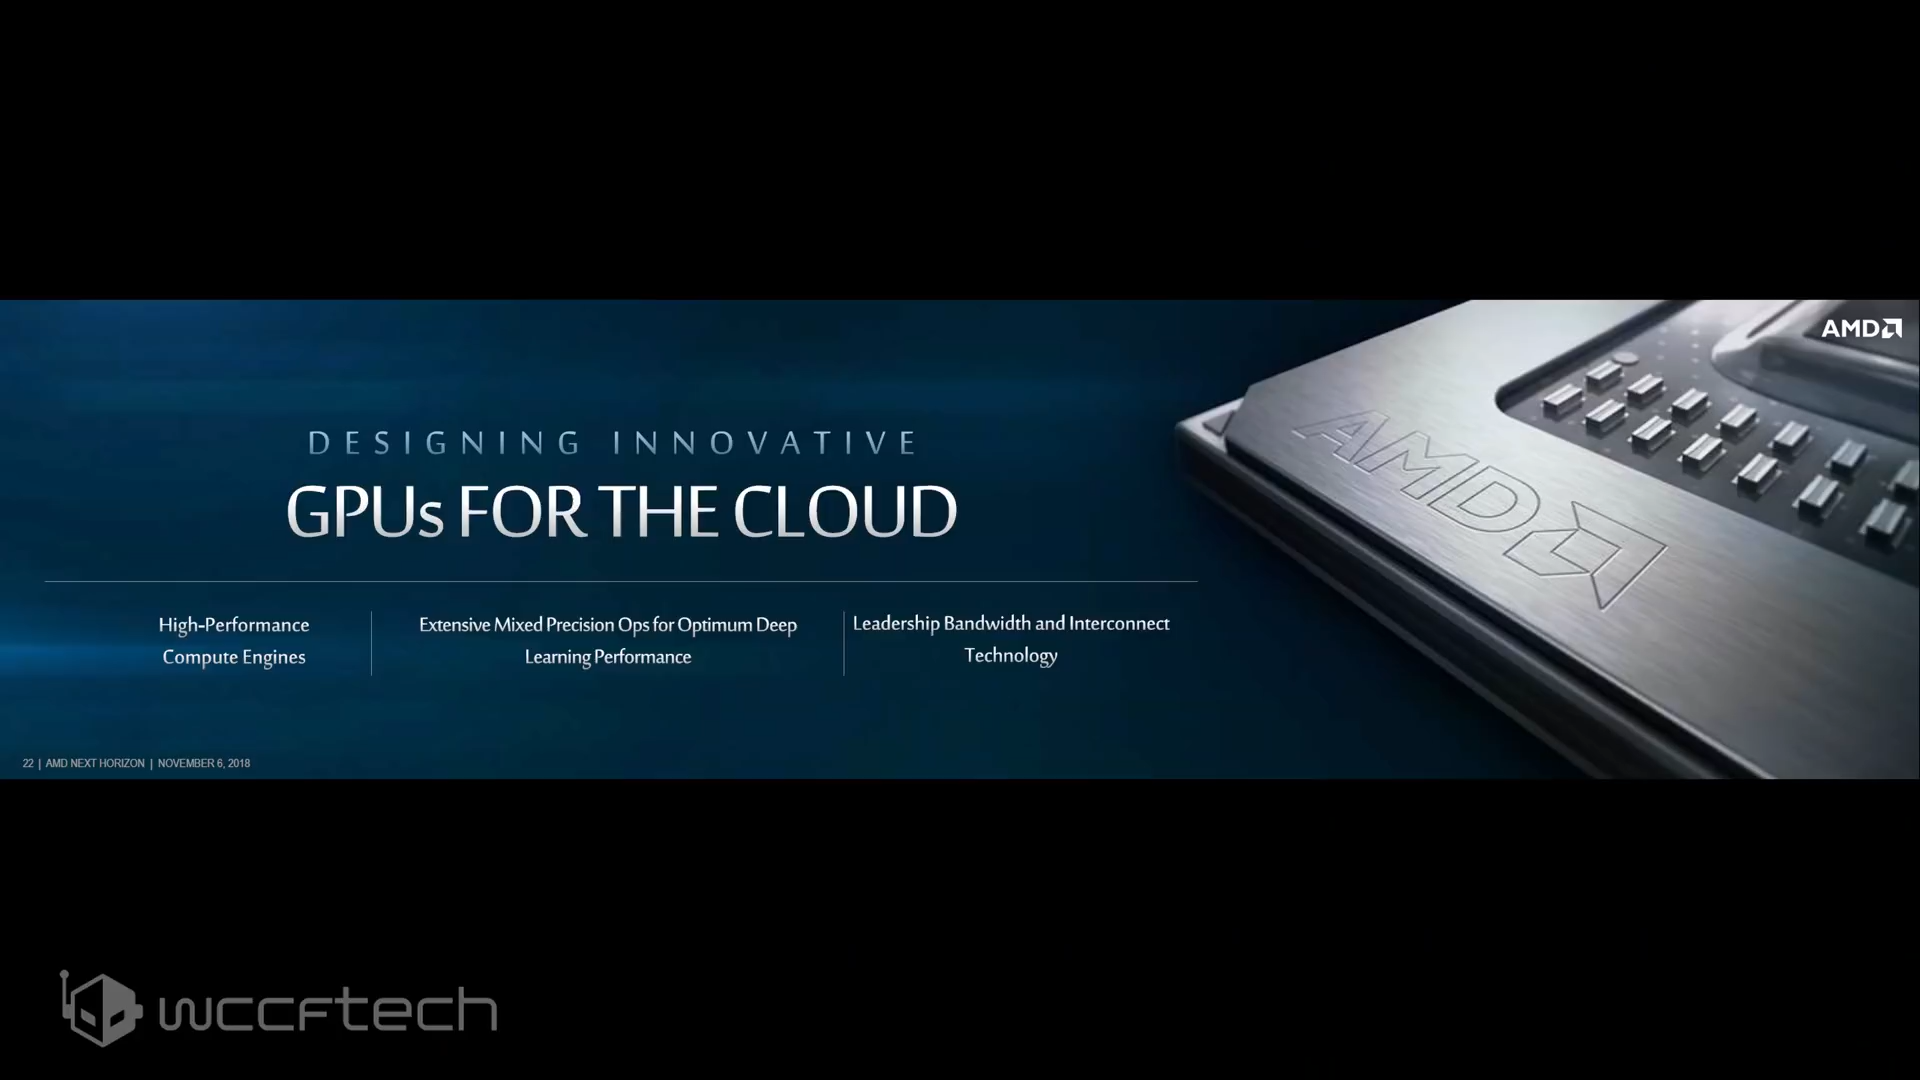 AMD
DESIGNING INNOVATIVE
GPUs FOR THE CLOUD
AMD
High-Performance
Compute Engines
Extensive Mixed Precision Ops for Optimum Deep
Learning Performance
Leadership Bandwidth and Interconnect
Technology
22 | AMD NEXT HORIZON | NOVEMBER 6, 2018
wccftech